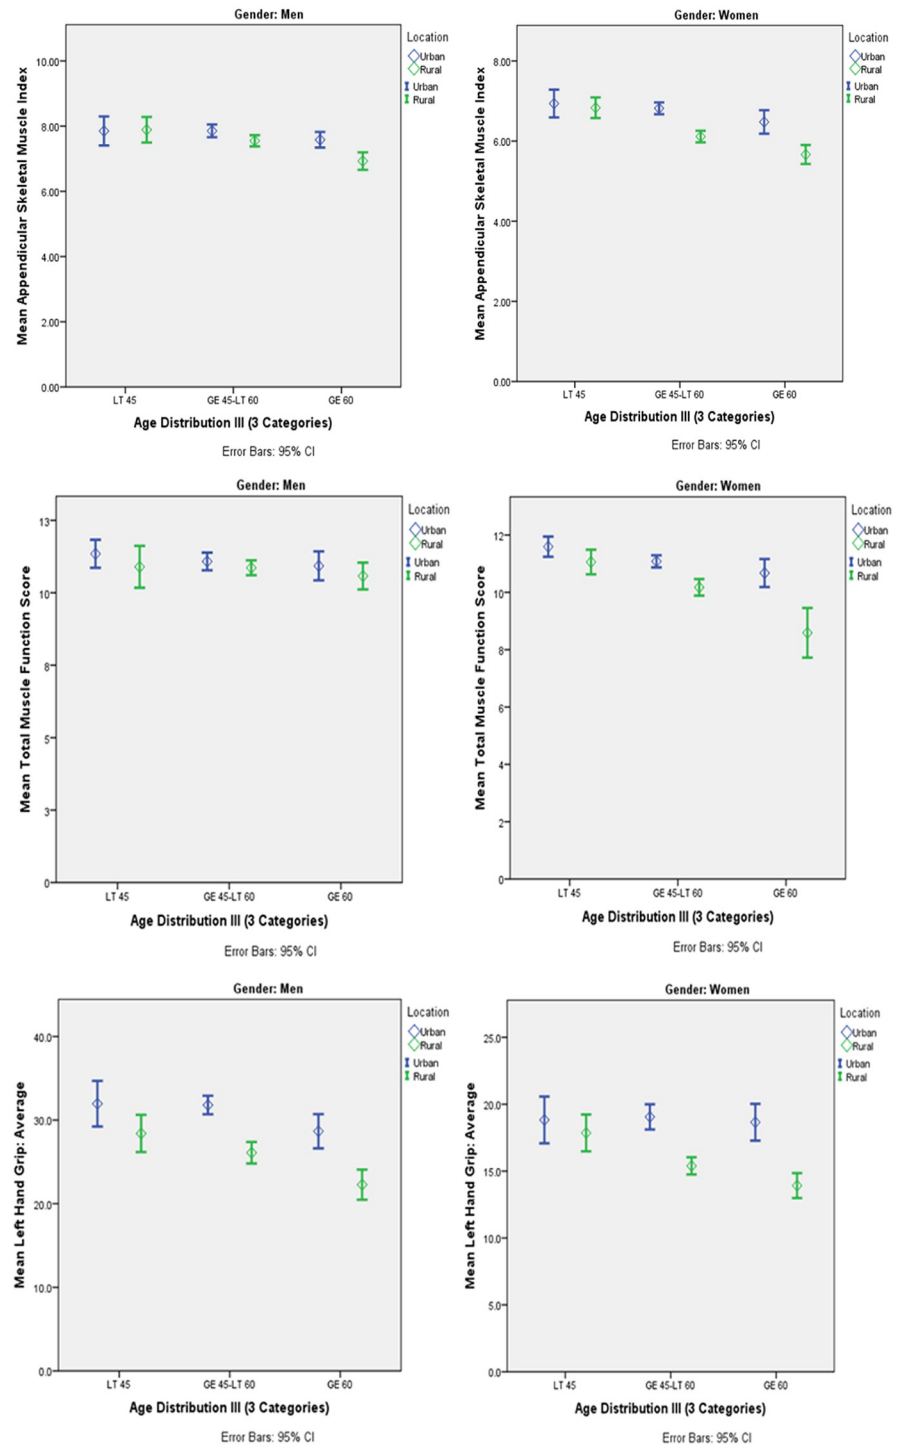 Gender: Men
Mean Appendicular Skeletal Muscle Index
10.00
8.00
6.00
4.00
2.00
0.00
LT 45 GE 45-LT 60 GE 60
Age Distribution III (3 Categories)
Error Bars: 95% CI
Location
Urban
Rural
Urban
Rural
Gender: Women
Mean Appendicular Skeletal Muscle Index
8.00
6.00
4.00
2.00
0.00
LT 45 GE 45-LT 60 GE 60
Age Distribution III (3 Categories)
Error Bars: 95% CI
Location
Urban
Rural
Urban
Rural
Gender: Men
Mean Total Muscle Function Score
13
10
8
5
3
0
LT 45 GE 45-LT 60 GE 60
Age Distribution III (3 Categories)
Error Bars: 95% CI
Location
Urban
Rural
Urban
Rural
Gender: Women
Mean Total Muscle Function Score
12
10
8
6
4
2
0
LT 45 GE 45-LT 60 GE 60
Age Distribution III (3 Categories)
Error Bars: 95% CI
Location
Urban
Rural
Urban
Rural
Gender: Men
Mean Left Hand Grip: Average
40.0
30.0
20.0
10.0
0.0
LT 45 GE 45-LT 60 GE 60
Age Distribution III (3 Categories)
Error Bars: 95% CI
Location
Urban
Rural
Urban
Rural
Gender: Women
Mean Left Hand Grip: Average
25.0
20.0
15.0
10.0
5.0
0.0
LT 45 GE 45-LT 60 GE 60
Age Distribution III (3 Categories)
Error Bars: 95% CI
Location
Urban
Rural
Urban
Rural